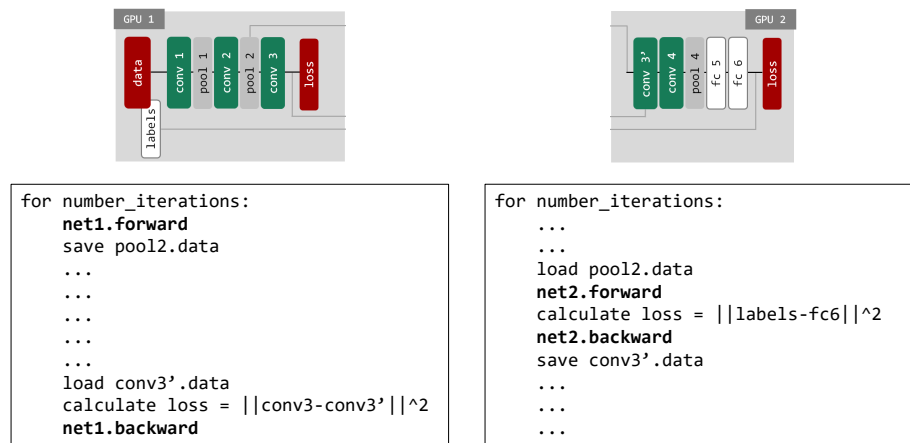 GPU 1
data
labels
conv 1
pool 1
conv 2
pool 2
conv 3
loss
GPU 2
conv 3’
conv 4
pool 4
fc 5
fc 6
loss
for number_iterations:
net1.forward
save pool2.data
...
...
...
...
...
load conv3’.data
calculate loss = ||conv3-conv3’||^2
net1.backward
for number_iterations:
...
...
load pool2.data
net2.forward
calculate loss = ||labels-fc6||^2
net2.backward
save conv3’.data
...
...
...